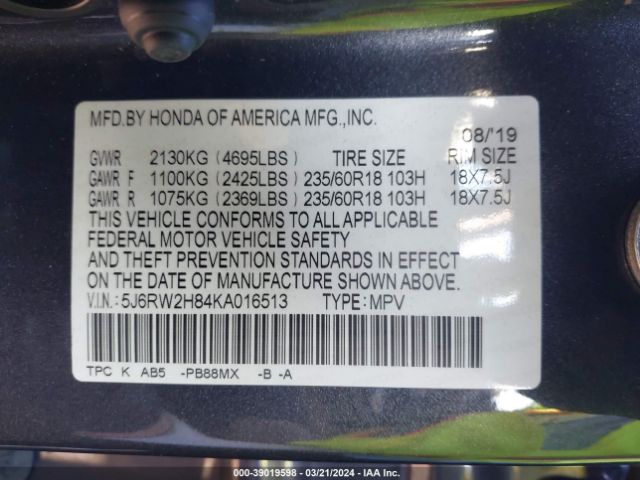 MFD.BY HONDA OF AMERICA MFG.,INC.
08/'19
GVWR 2130KG (4695LBS) TIRE SIZE RIM SIZE
GAWR F 1100KG (2425LBS) 235/60R18 103H 18X7.5J
GAWR R 1075KG (2369LBS) 235/60R18 103H 18X7.5J
THIS VEHICLE CONFORMS TO ALL APPLICABLE
FEDERAL MOTOR VEHICLE SAFETY
AND THEFT PREVENTION STANDARDS IN EFFECT
ON THE DATE OF MANUFACTURE SHOWN ABOVE.
V.I.N.: 5J6RW2H84KA016513 TYPE: MPV
TPC K AB5 -PB88MX -B -A
000-39019598 - 03/21/2024 - IAA Inc.